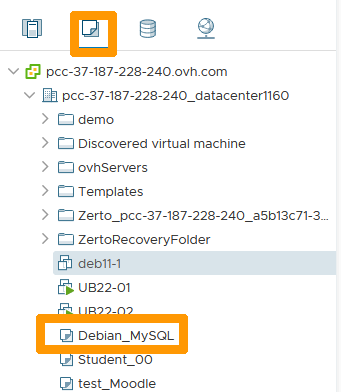 pcc-37-187-228-240.ovh.com
pcc-37-187-228-240_datacenter1160
demo
Discovered virtual machine
ovhServers
Templates
Zerto_pcc-37-187-228-240_a5b13c71-3...
ZertoRecoveryFolder
deb11-1
UB22-01
UB22-02
Debian_MySQL
Student_00
test_Moodle